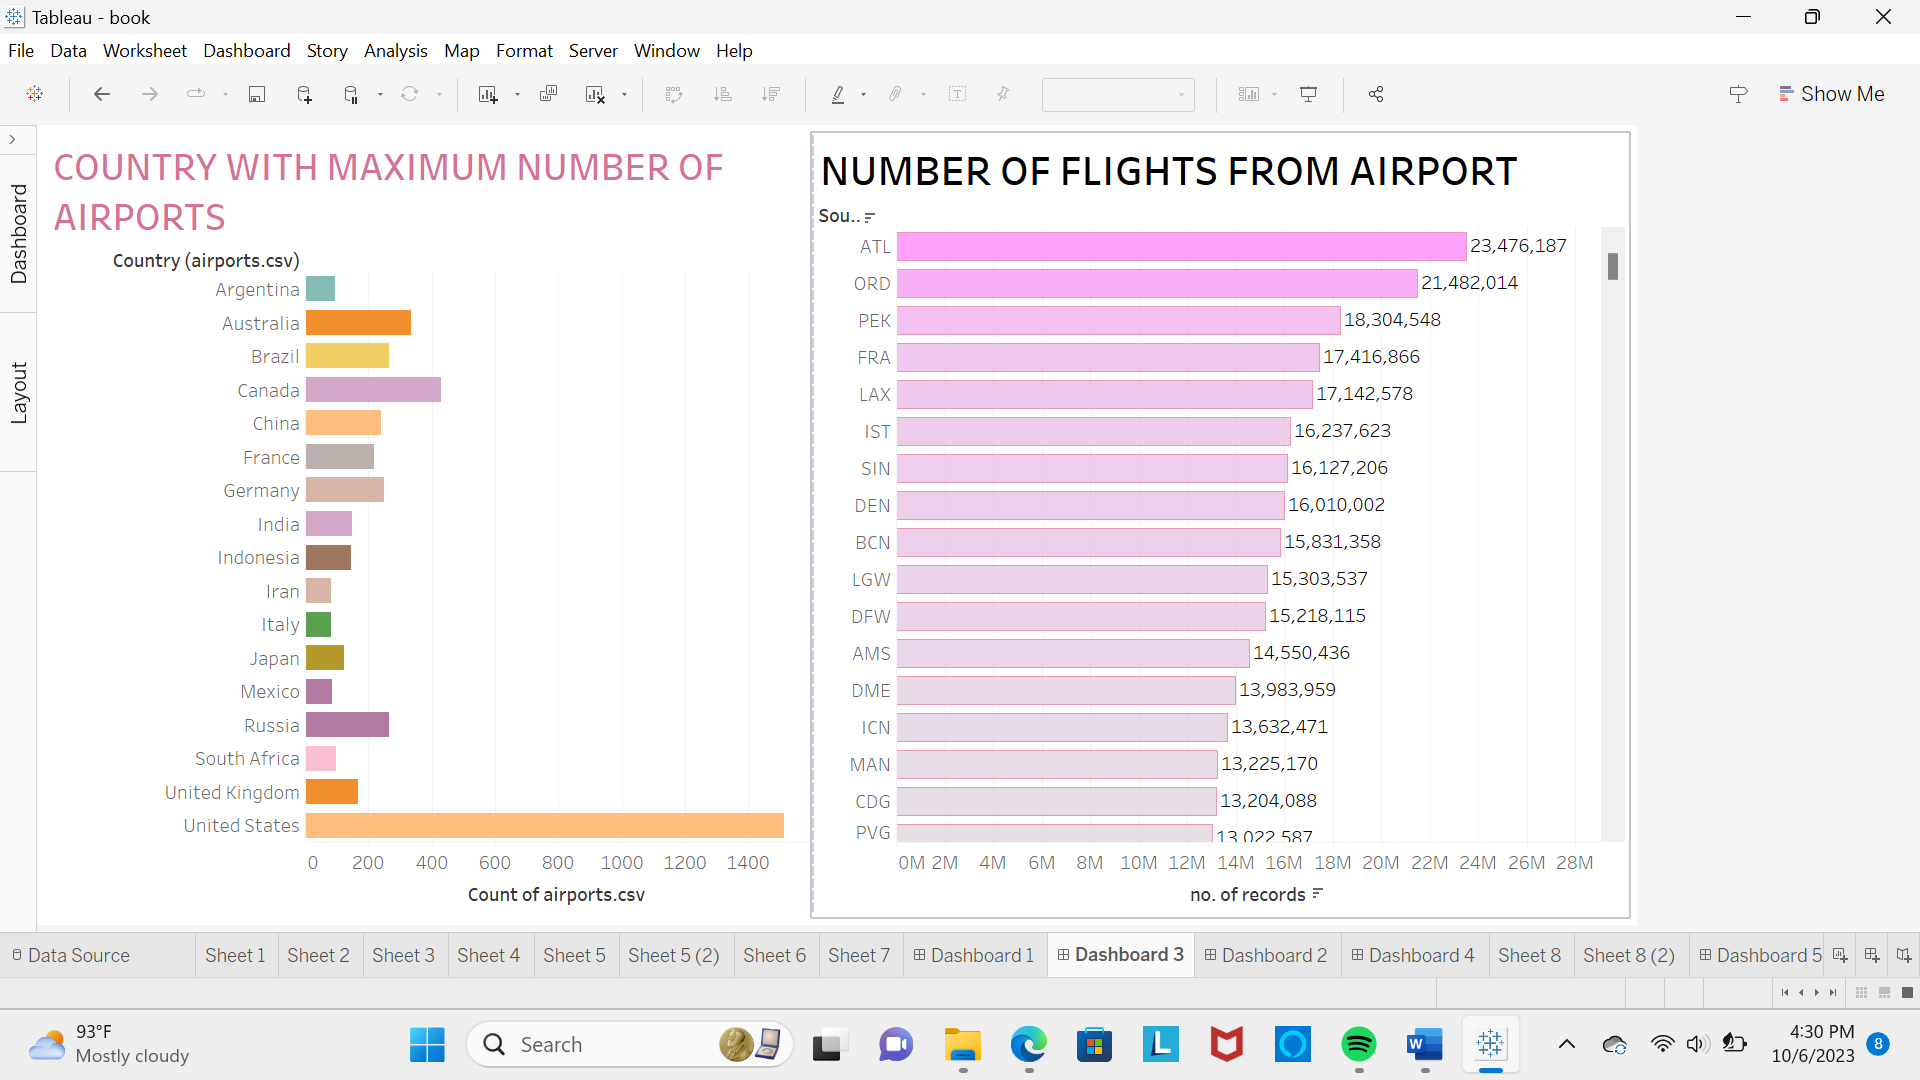 Tableau - book
File Data Worksheet Dashboard Story Analysis Map Format Server Window Help
Show Me
Dashboard
Layout
COUNTRY WITH MAXIMUM NUMBER OF
AIRPORTS
Country (airports.csv)
Argentina
Australia
Brazil
Canada
China
France
Germany
India
Indonesia
Iran
Italy
Japan
Mexico
Russia
South Africa
United Kingdom
United States
0 200 400 600 800 1000 1200 1400
Count of airports.csv
NUMBER OF FLIGHTS FROM AIRPORT
Sou..
ATL 23,476,187
ORD 21,482,014
PEK 18,304,548
FRA 17,416,866
LAX 17,142,578
IST 16,237,623
SIN 16,127,206
DEN 16,010,002
BCN 15,831,358
LGW 15,303,537
DFW 15,218,115
AMS 14,550,436
DME 13,983,959
ICN 13,632,471
MAN 13,225,170
CDG 13,204,088
PVG 13,022,587
0M 2M 4M 6M 8M 10M 12M 14M 16M 18M 20M 22M 24M 26M 28M
no. of records
Data Source Sheet 1 Sheet 2 Sheet 3 Sheet 4 Sheet 5 Sheet 5 (2) Sheet 6 Sheet 7 Dashboard 1 Dashboard 3 Dashboard 2 Dashboard 4 Sheet 8 Sheet 8 (2) Dashboard 5
93°F
Mostly cloudy
Search
L
W
4:30 PM
10/6/2023
8